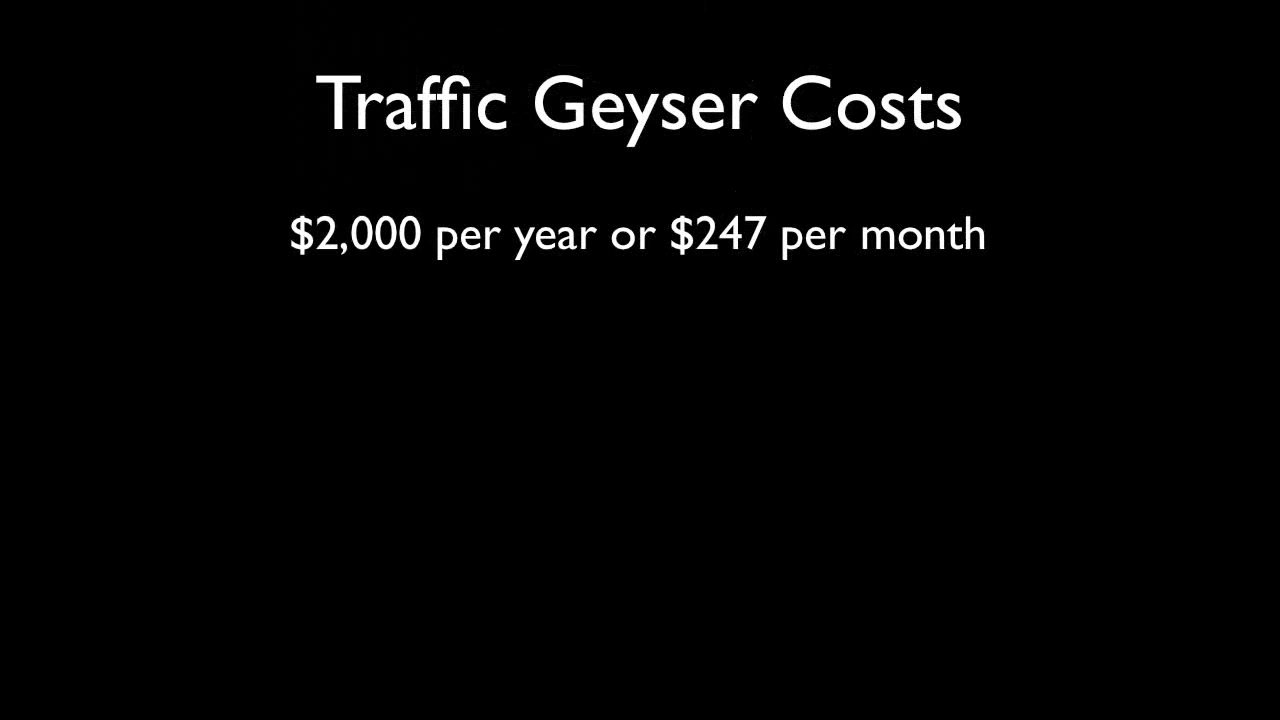 Traffic Geyser Costs
$2,000 per year or $247 per month